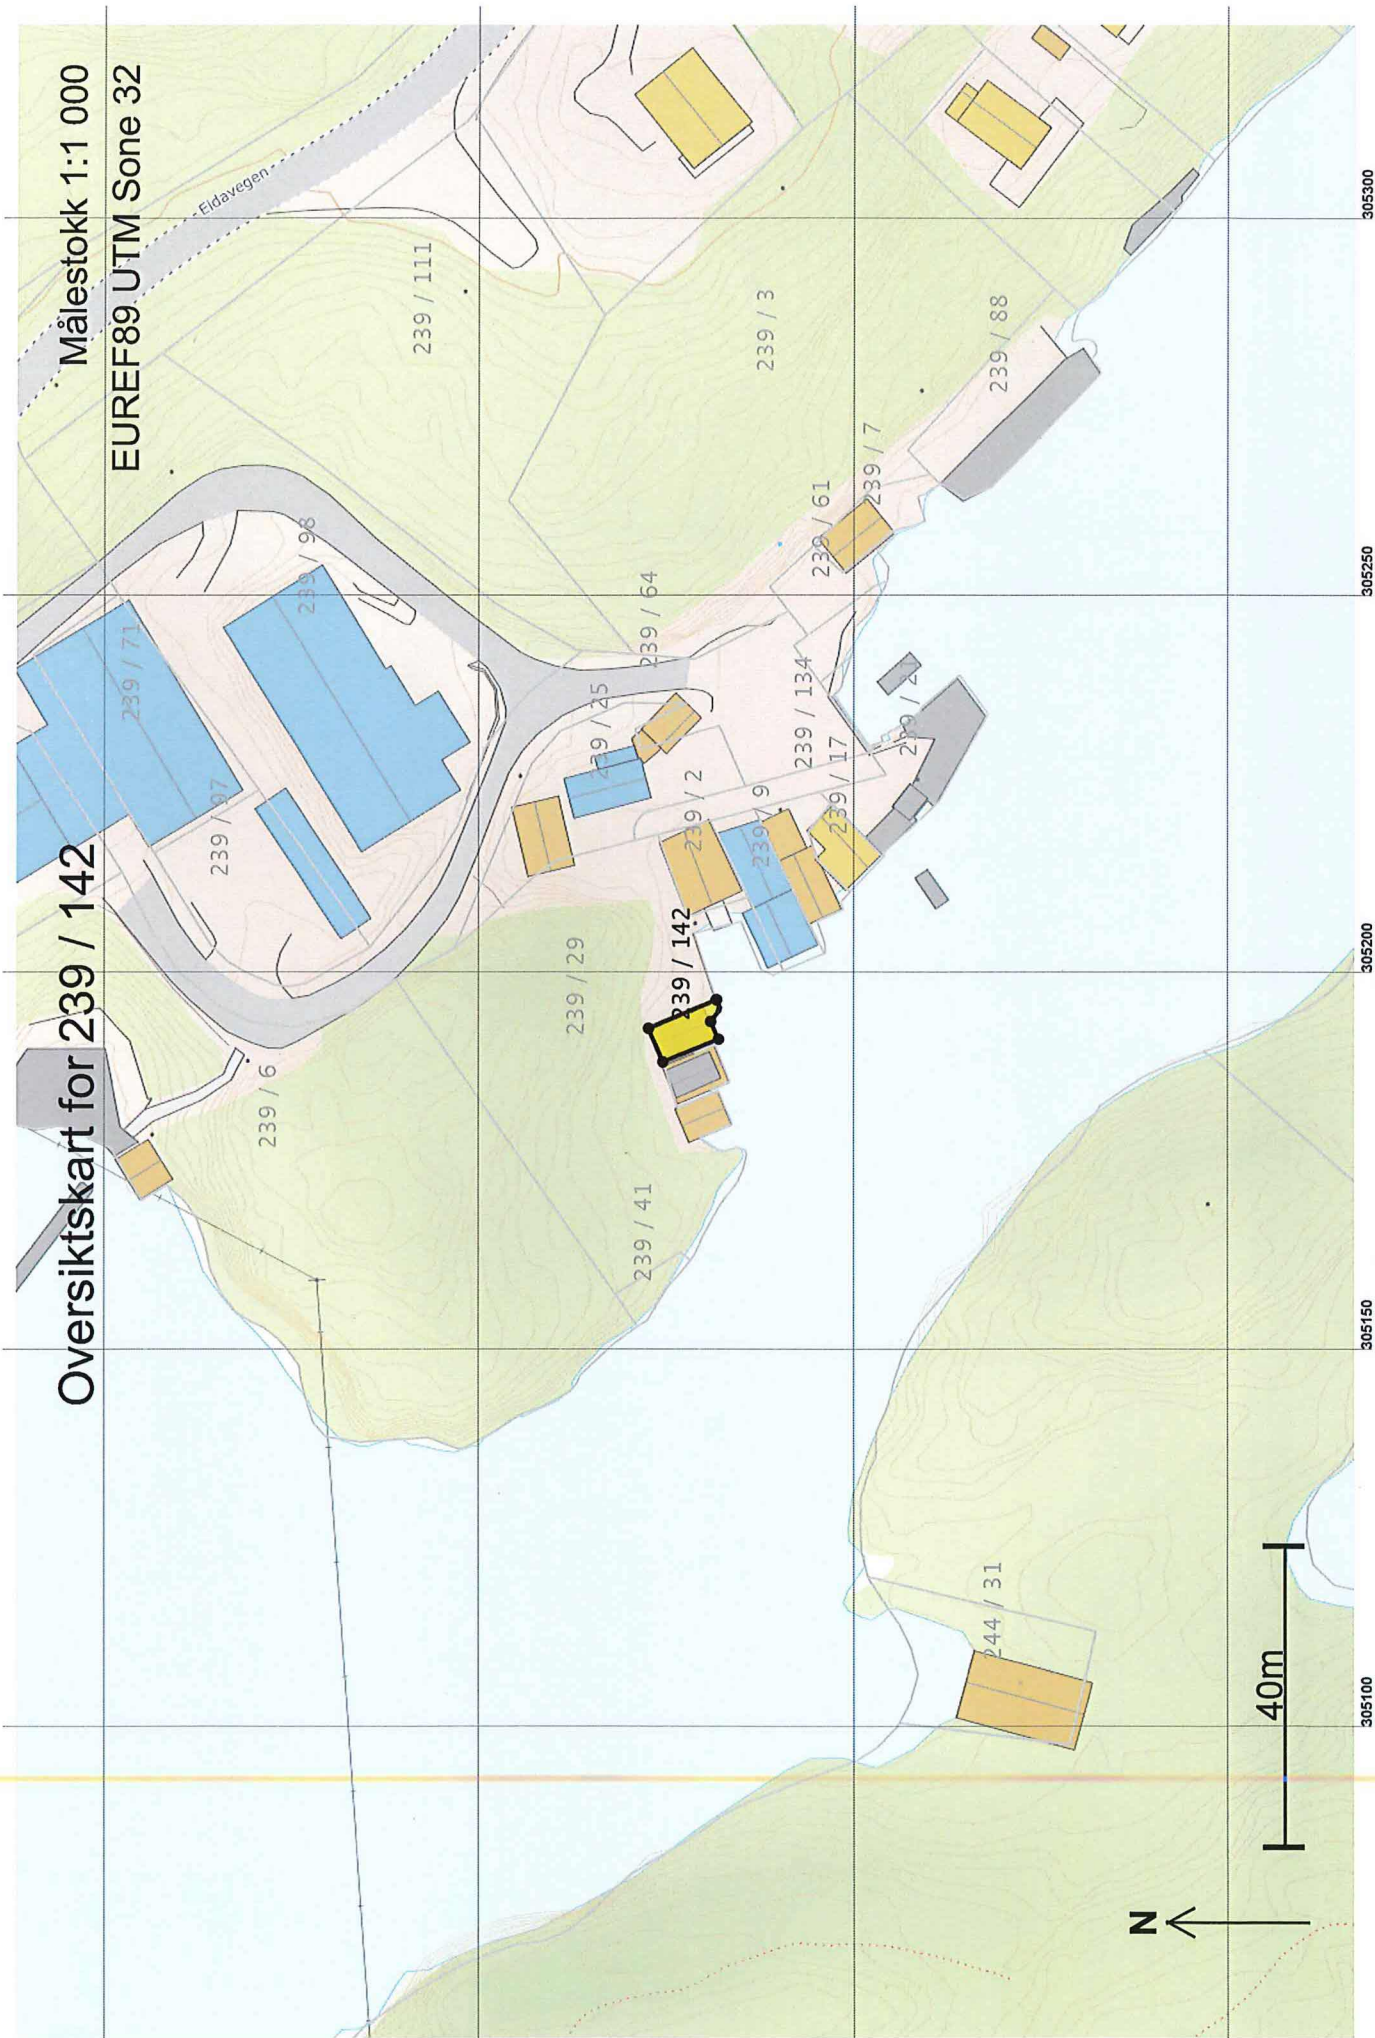 Oversiktskart for 239 / 142
Målestokk 1:1 000
EUREF89 UTM Sone 32
Eldavegen
239 / 71
239 / 98
239 / 97
239 / 111
239 / 6
239 / 29
239 / 25
239 / 64
239 / 41
239 / 142
239 / 2
239 / 9
239 / 3
239 / 134
239 / 61
239 / 17
239 / 7
239 / 88
244 / 31
N
40m
305100
305150
305200
305250
305300